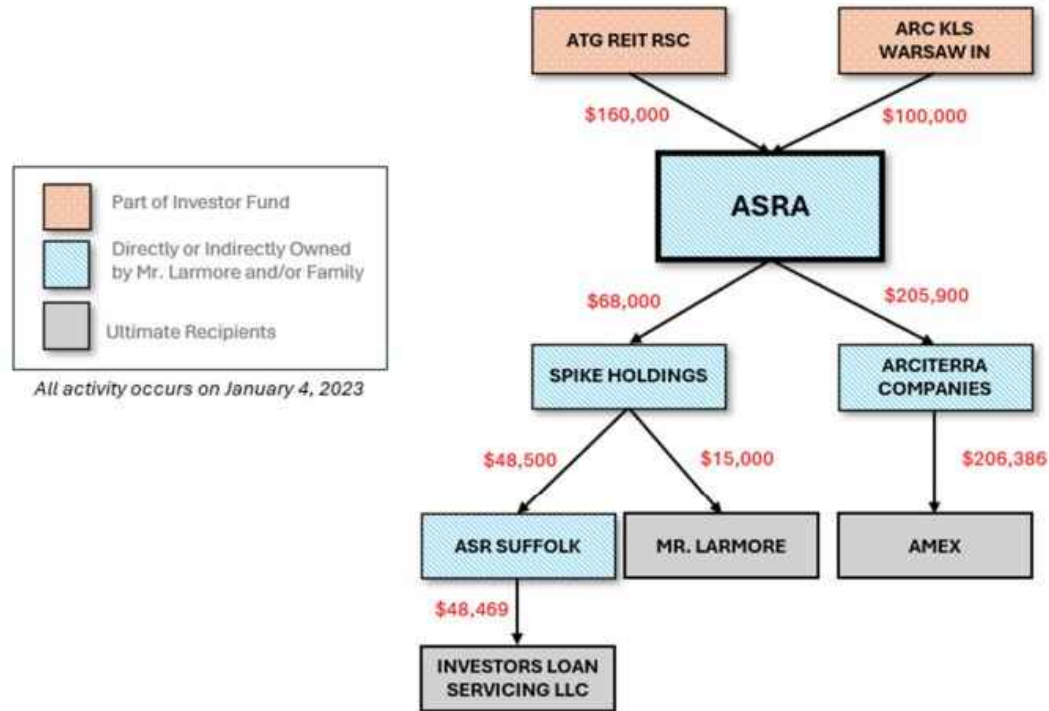 ATG REIT RSC
ARC KLS
WARSAW IN
$160,000
$100,000
ASRA
Part of Investor Fund
Directly or Indirectly Owned
by Mr. Larmore and/or Family
Ultimate Recipients
All activity occurs on January 4, 2023
$68,000
$205,900
SPIKE HOLDINGS
ARCITERRA
COMPANIES
$48,500
$15,000
$206,386
ASR SUFFOLK
MR. LARMORE
AMEX
$48,469
INVESTORS LOAN
SERVICING LLC